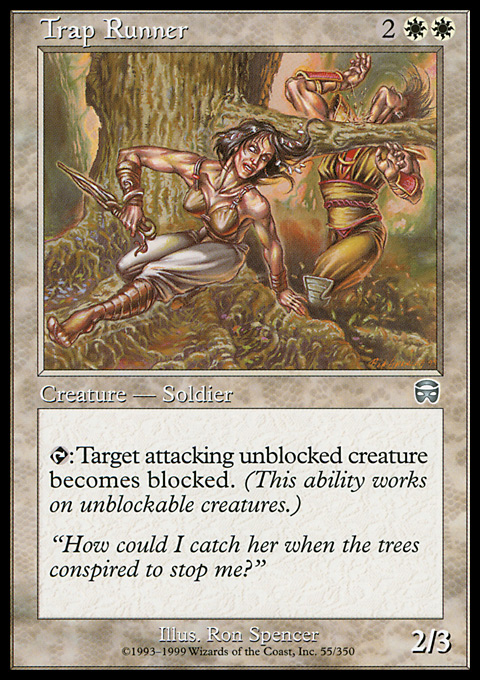 Trap Runner 2
Creature — Soldier
:Target attacking unblocked creature
becomes blocked. (This ability works
on unblockable creatures.)
“How could I catch her when the trees
conspired to stop me?”
Illus. Ron Spencer
2/3
©1993–1999 Wizards of the Coast, Inc. 55/350